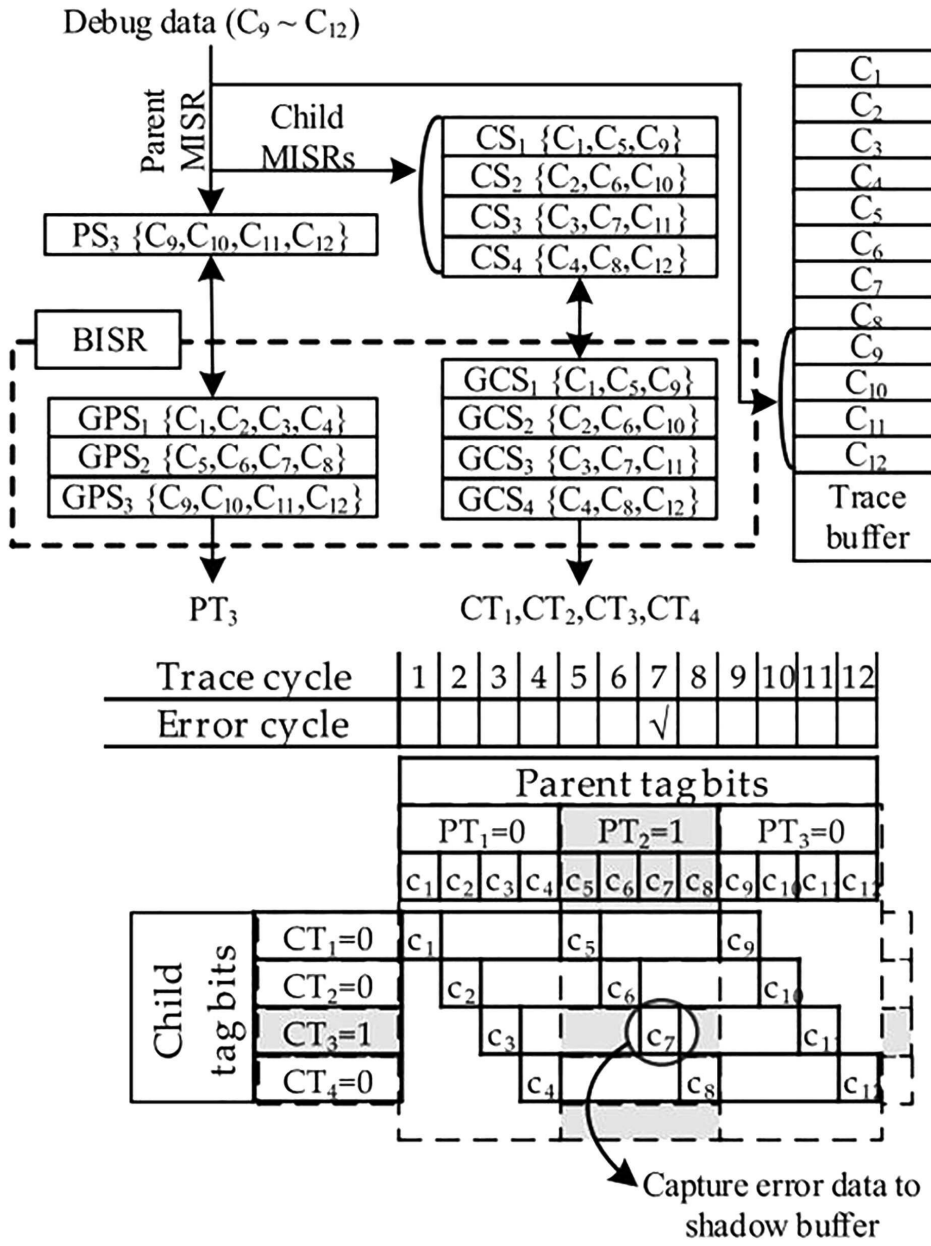 Debug data (C9 ~ C12)
Parent
MISR
Child
MISRs
CS1 {C1,C5,C9}
CS2 {C2,C6,C10}
CS3 {C3,C7,C11}
CS4 {C4,C8,C12}
PS3 {C9,C10,C11,C12}
BISR
GPS1 {C1,C2,C3,C4}
GPS2 {C5,C6,C7,C8}
GPS3 {C9,C10,C11,C12}
GCS1 {C1,C5,C9}
GCS2 {C2,C6,C10}
GCS3 {C3,C7,C11}
GCS4 {C4,C8,C12}
PT3
CT1,CT2,CT3,CT4
C1
C2
C3
C4
C5
C6
C7
C8
C9
C10
C11
C12
Trace
buffer
Trace cycle 1 2 3 4 5 6 7 8 9 10 11 12
Error cycle √
Parent tag bits
PT1=0 PT2=1 PT3=0
c1 c2 c3 c4 c5 c6 c7 c8 c9 c10 c11 c12
Child
tag bits
CT1=0 c1 c5 c9
CT2=0 c2 c6 c10
CT3=1 c3 c7 c11
CT4=0 c4 c8 c12
Capture error data to
shadow buffer